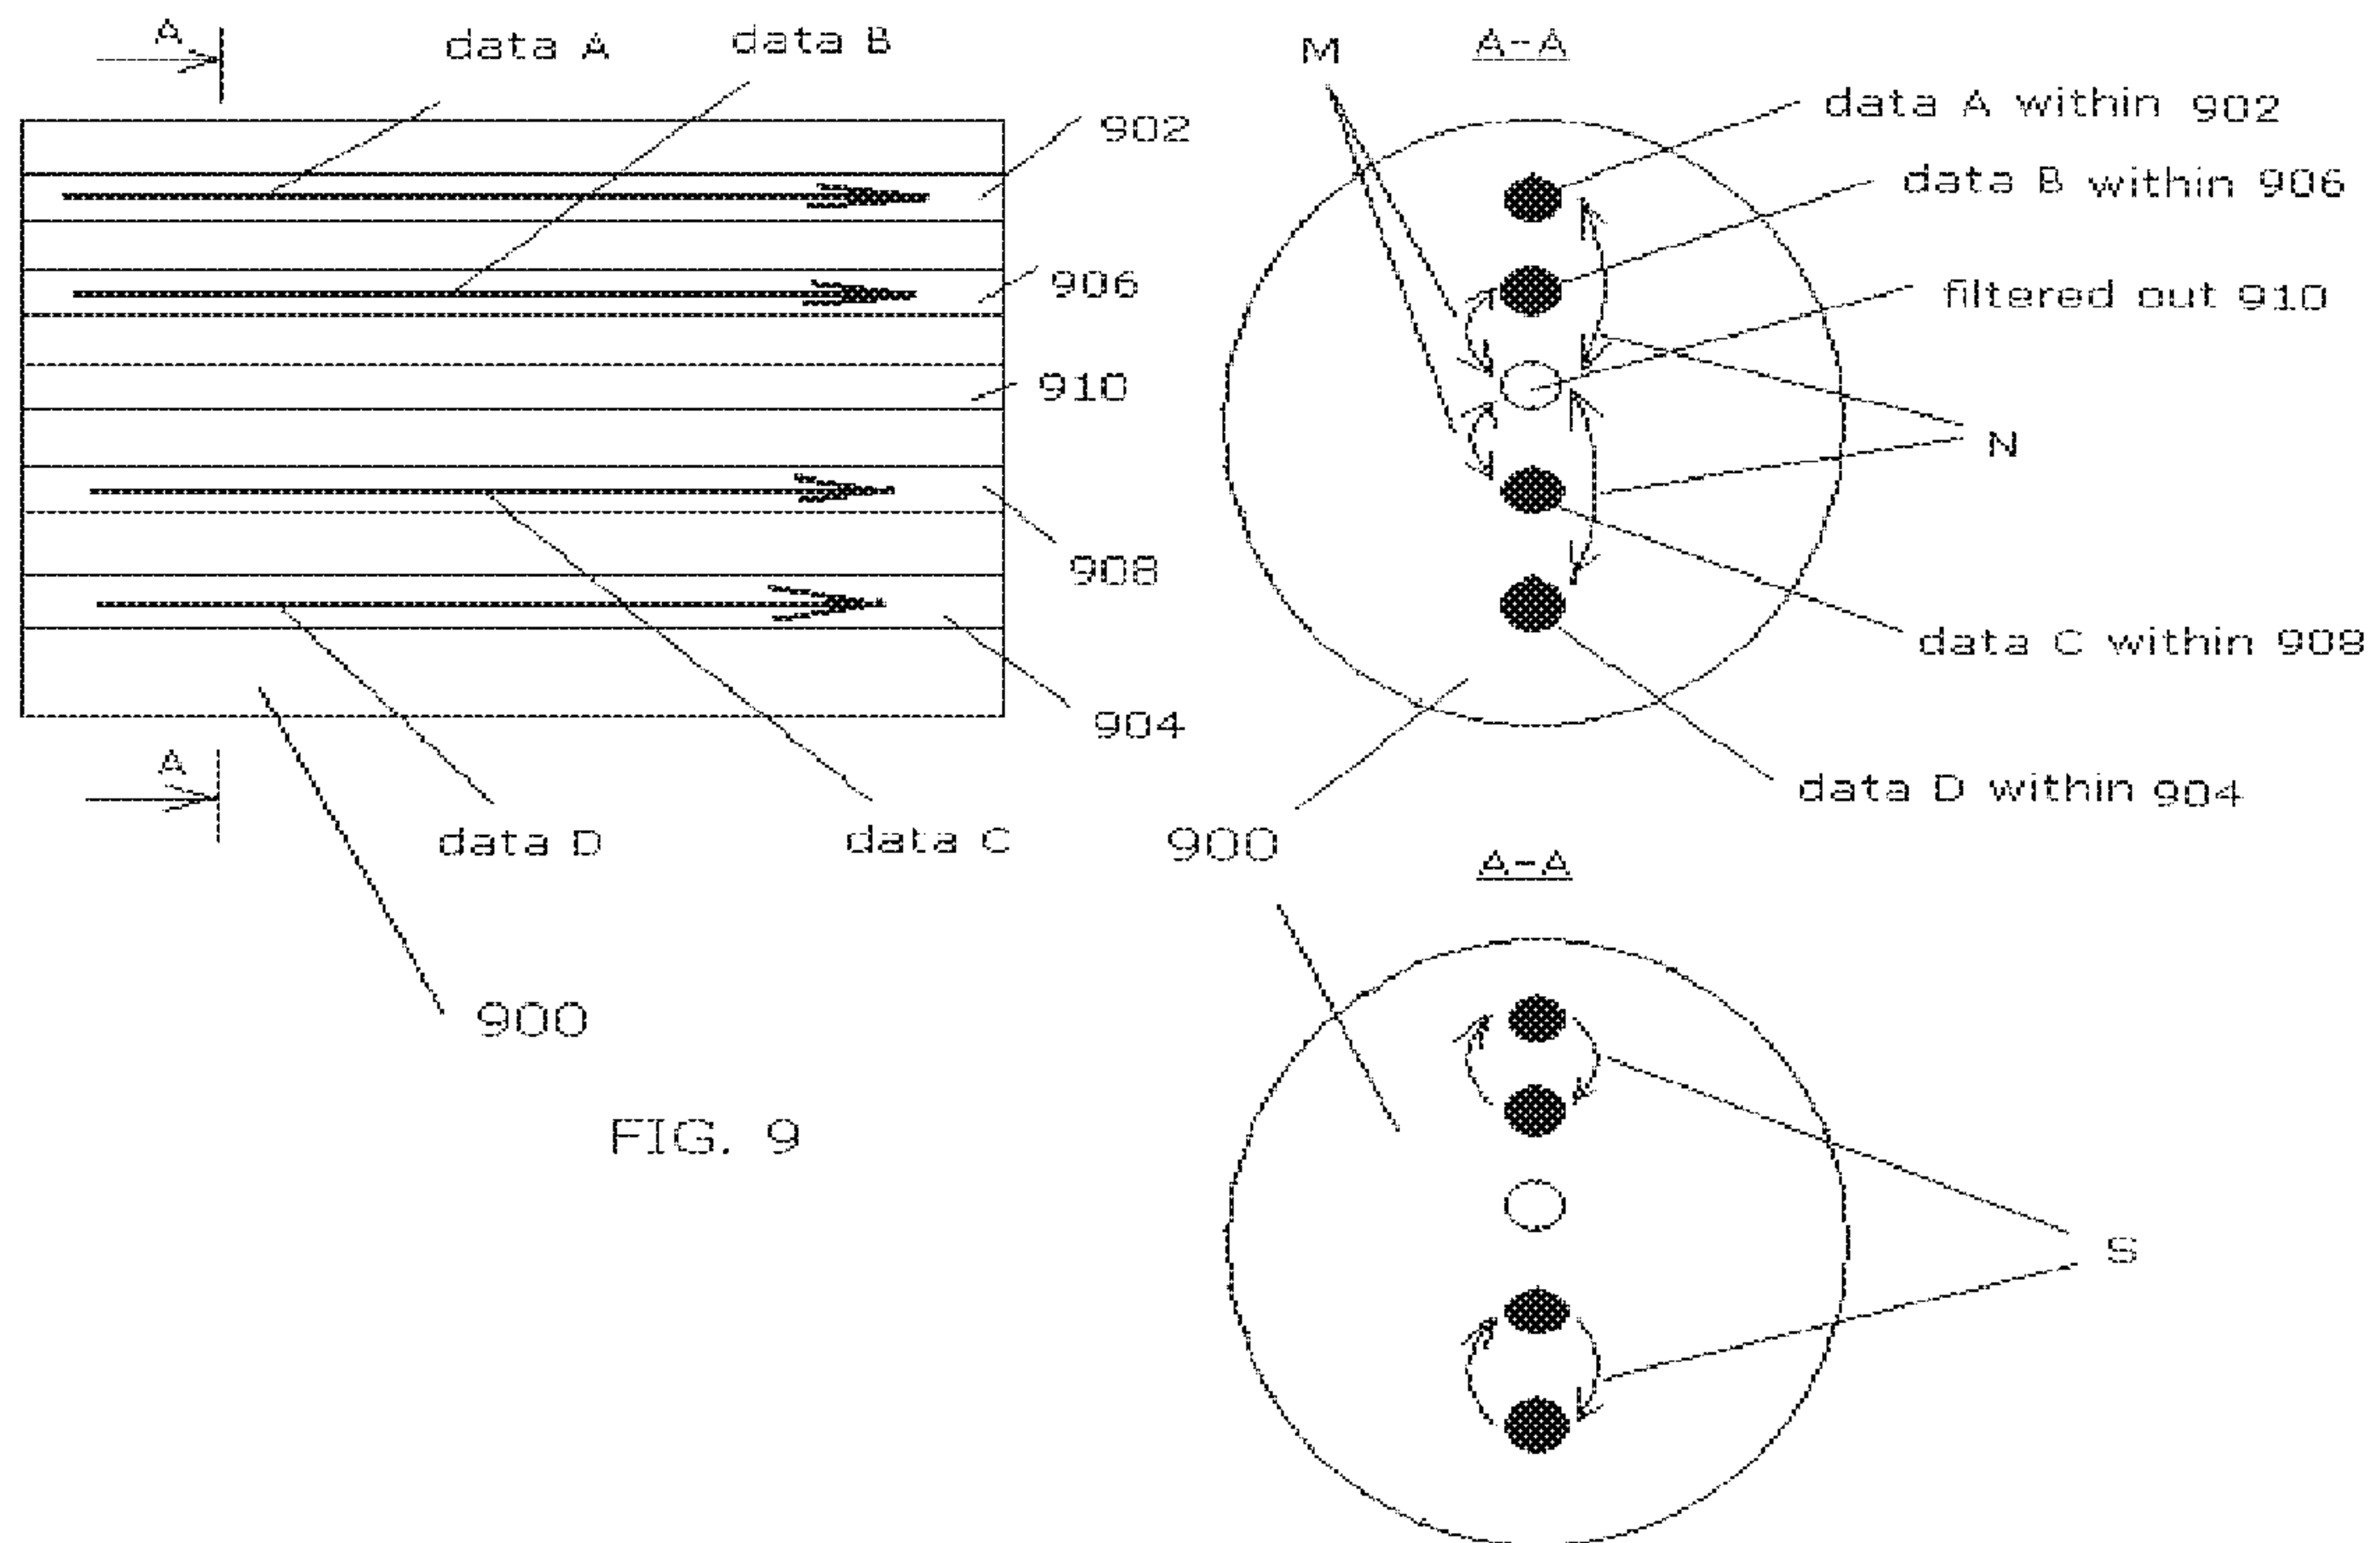 A
data A
data B
902
906
910
908
904
A
data D
data C
900
FIG. 9
M
A-A
data A within 902
data B within 906
filtered out 910
N
data C within 908
data D within 904
900
A-A
S